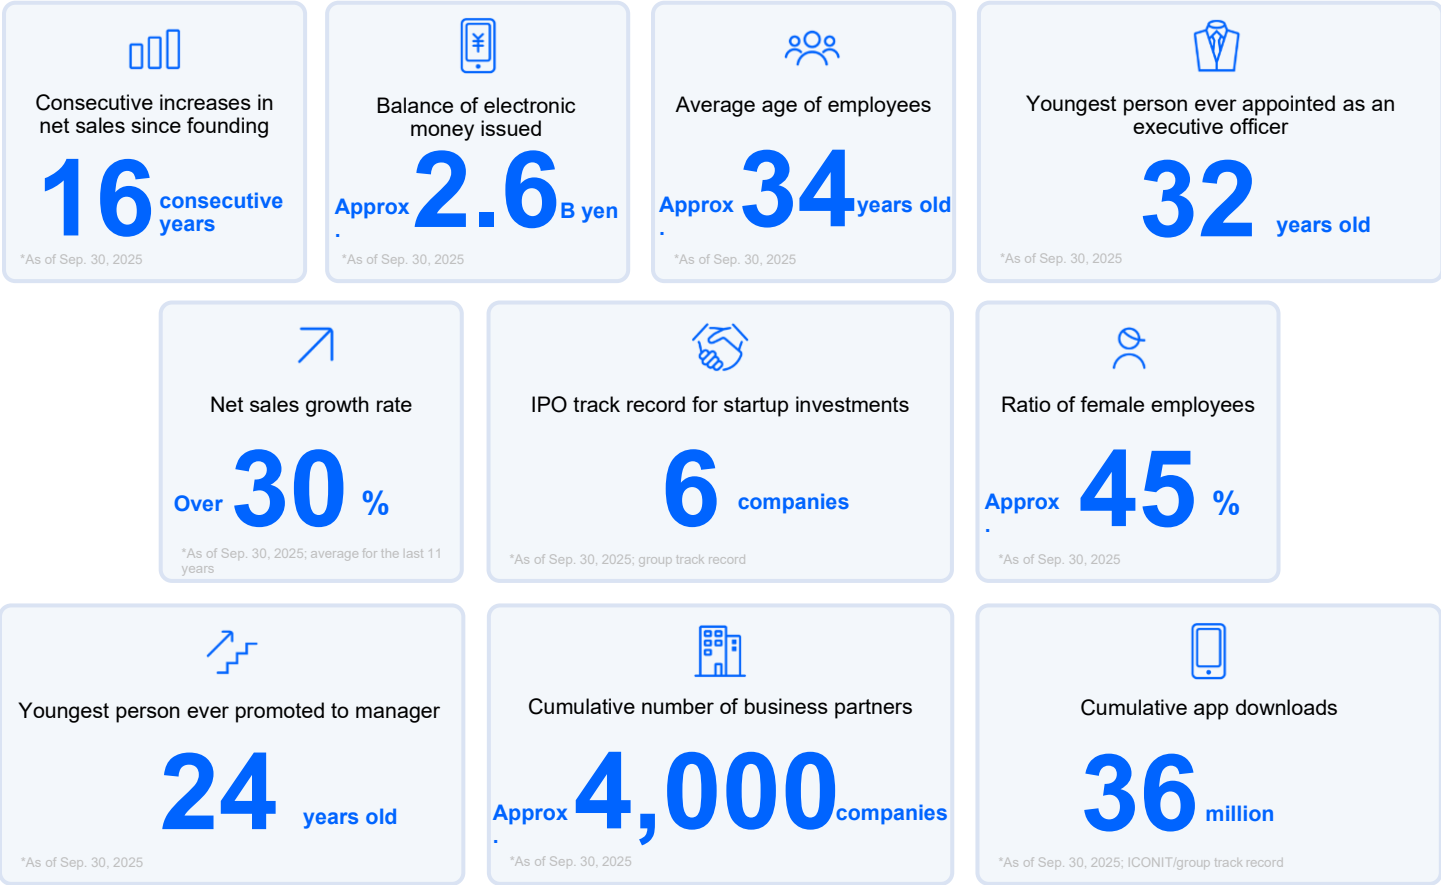 Consecutive increases in
net sales since founding
16 consecutive
years
*As of Sep. 30, 2025
¥
Balance of electronic
money issued
Approx 2.6 B yen
.
*As of Sep. 30, 2025
Average age of employees
Approx 34 years old
.
*As of Sep. 30, 2025
Youngest person ever appointed as an
executive officer
32 years old
*As of Sep. 30, 2025
Net sales growth rate
Over 30 %
*As of Sep. 30, 2025; average for the last 11
years
IPO track record for startup investments
6 companies
*As of Sep. 30, 2025; group track record
Ratio of female employees
Approx 45 %
.
*As of Sep. 30, 2025
Youngest person ever promoted to manager
24 years old
*As of Sep. 30, 2025
Cumulative number of business partners
Approx 4,000 companies
.
*As of Sep. 30, 2025
Cumulative app downloads
36 million
*As of Sep. 30, 2025; ICONIT/group track record